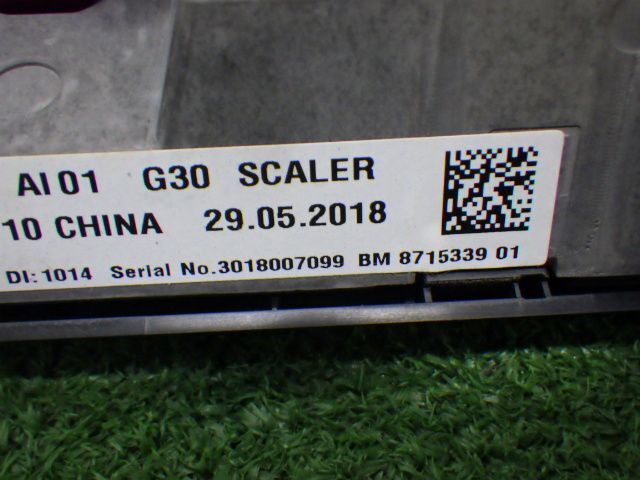 AI 01 G30 SCALER
10 CHINA 29.05.2018
DI: 1014 Serial No.3018007099 BM 8715339 01